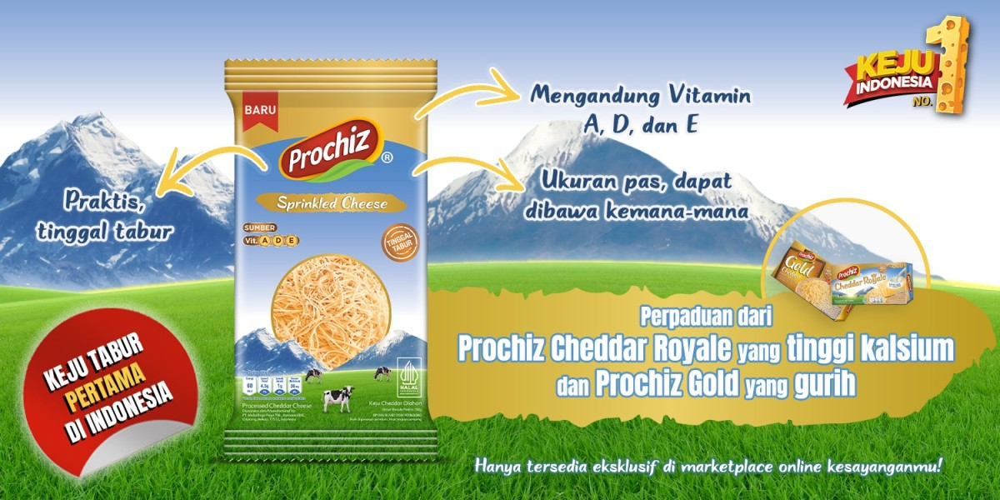 KEJU
INDONESIA
NO. 1
BARU
Prochiz®
Sprinkled Cheese
SUMBER
Vit. A D E
TINGGAL
TABUR
Processed Cheddar Cheese
Keju Cheddar Olahan
HALAL
INDONESIA
Mengandung Vitamin
A, D, dan E
Ukuran pas, dapat
dibawa kemana-mana
Praktis,
tinggal tabur
KEJU TABUR
PERTAMA
DI INDONESIA
Prochiz
Gold
Cheddar
Prochiz
Cheddar Royale
Perpaduan dari
Prochiz Cheddar Royale yang tinggi kalsium
dan Prochiz Gold yang gurih
Hanya tersedia eksklusif di marketplace online kesayanganmu!